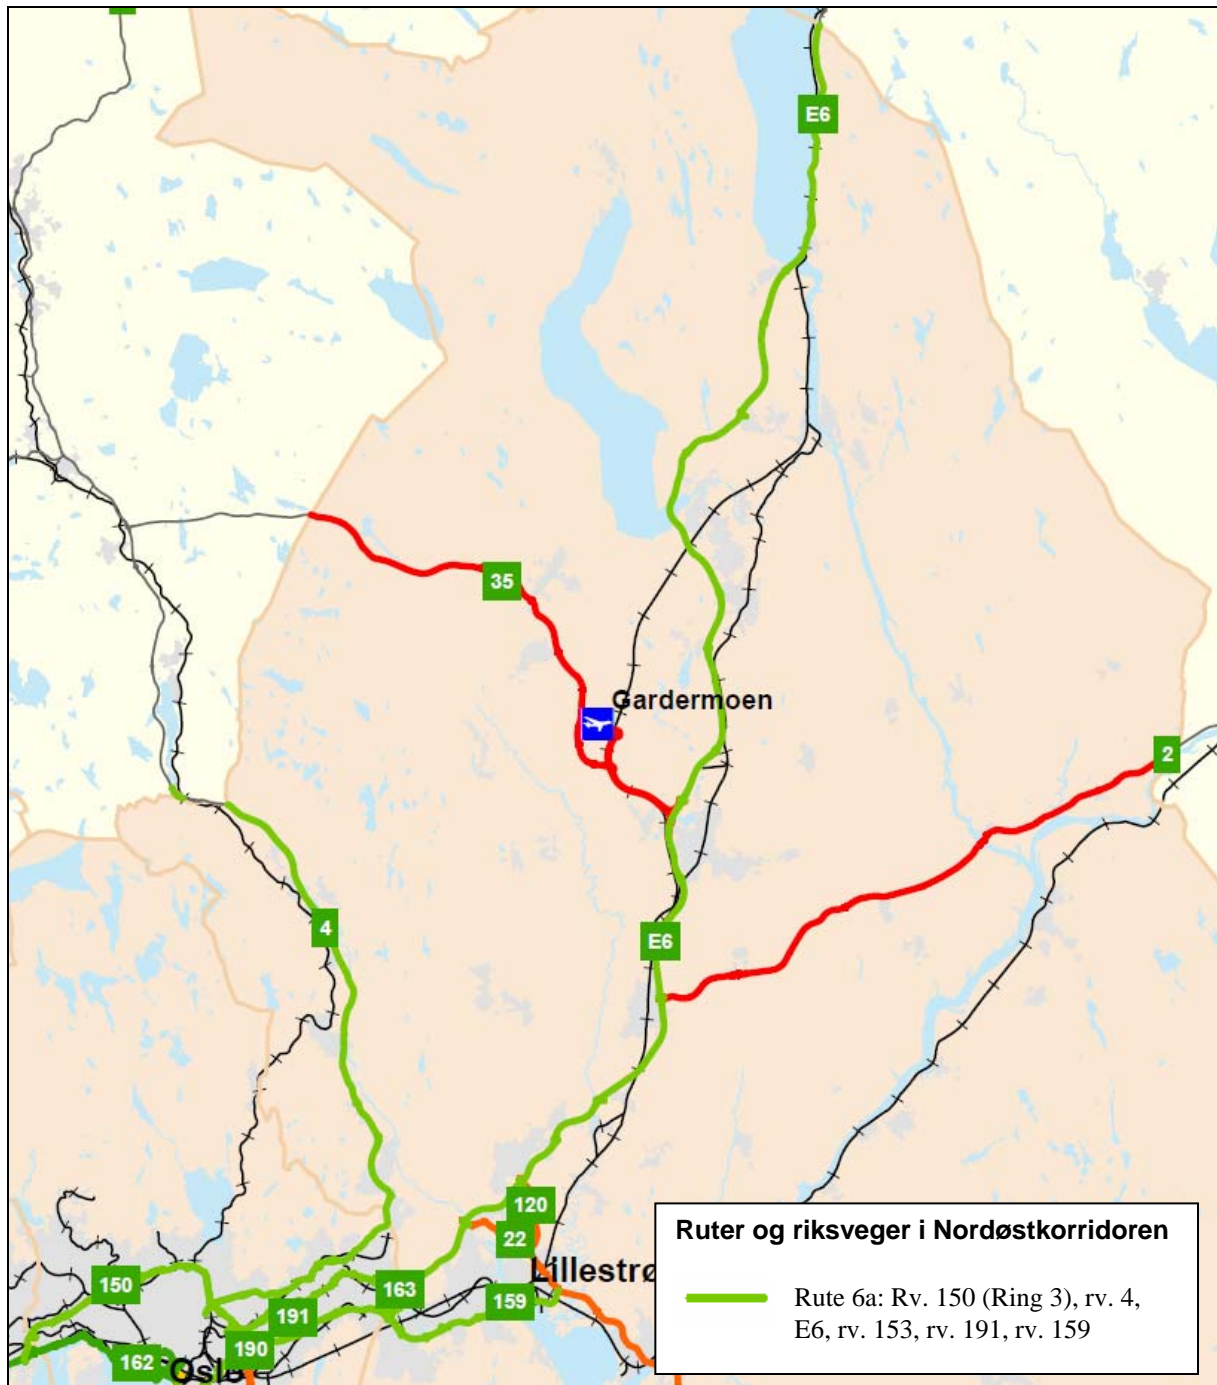 E6
35
Gardermoen
2
4
E6
120
22
Lillestrø
150
163
159
191
190
162
Oslo
Ruter og riksveger i Nordøstkorridoren
Rute 6a: Rv. 150 (Ring 3), rv. 4,
E6, rv. 153, rv. 191, rv. 159